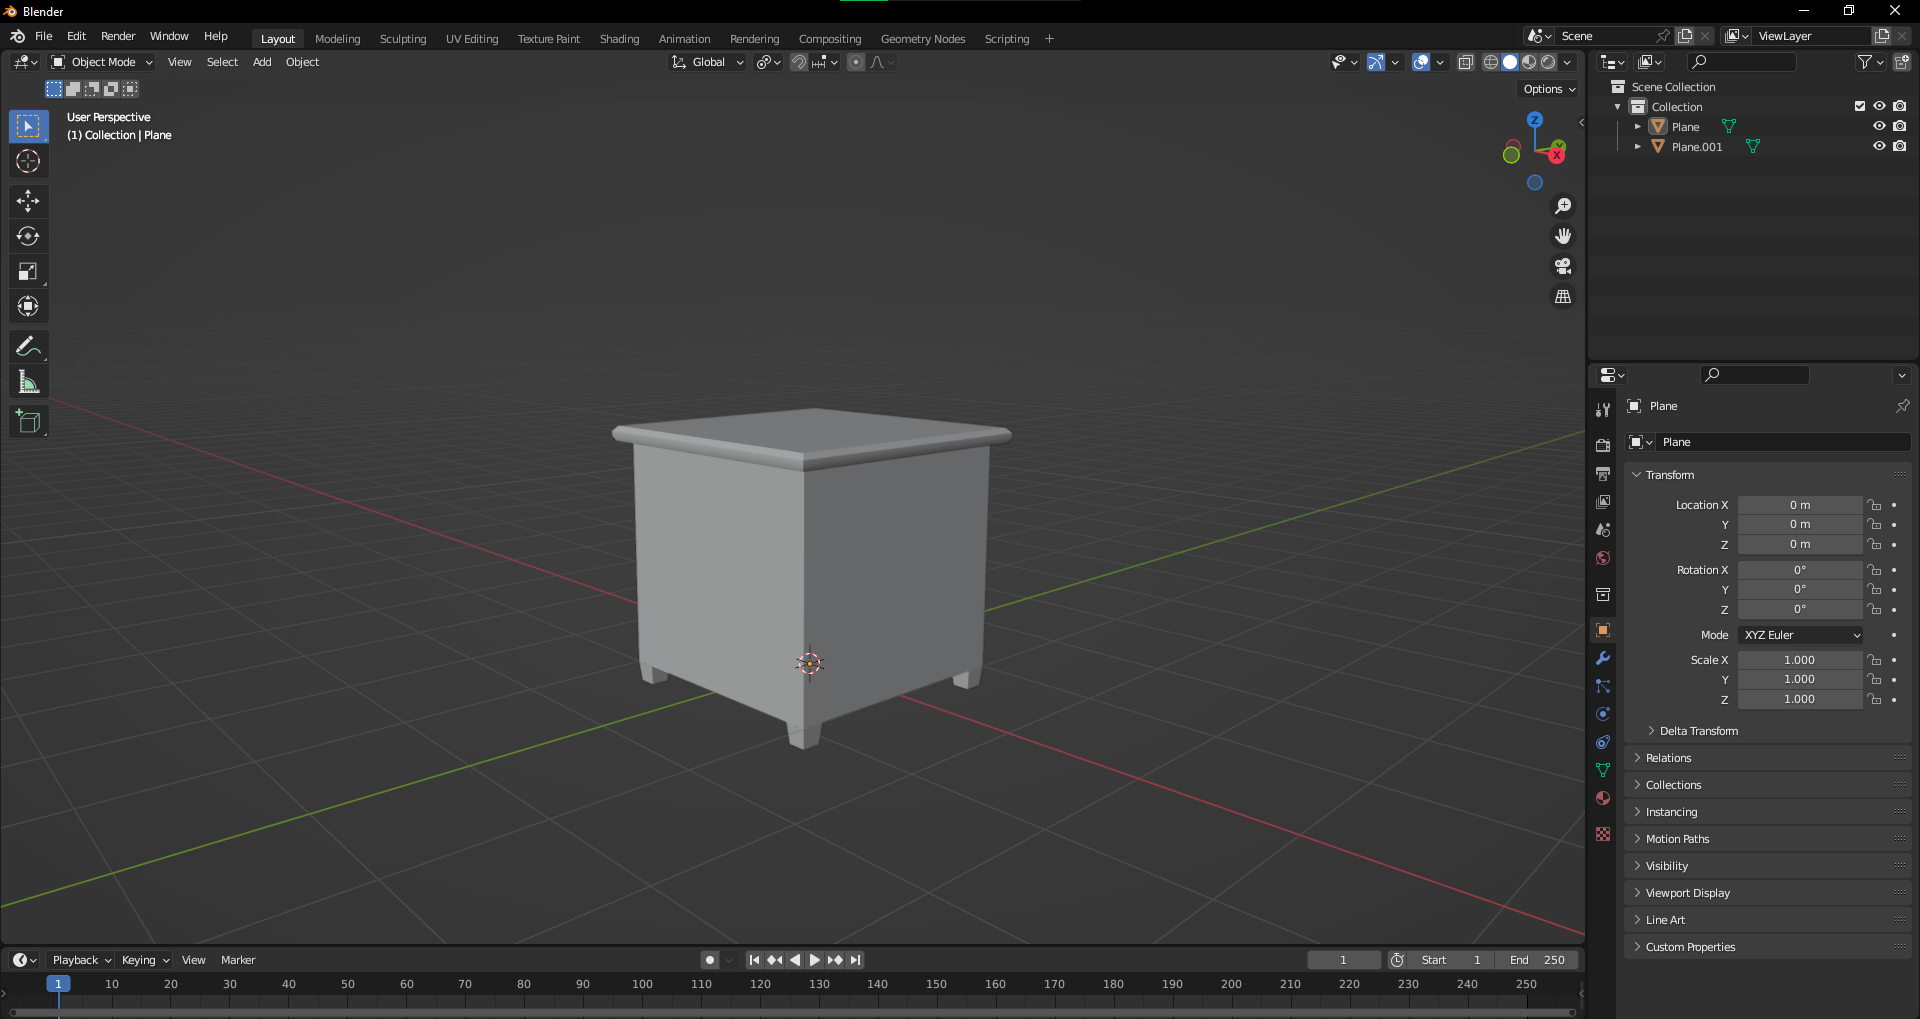 Blender
File Edit Render Window Help Layout Modeling Sculpting UV Editing Texture Paint Shading Animation Rendering Compositing Geometry Nodes Scripting + Scene ViewLayer
Object Mode View Select Add Object Global
Options
User Perspective
(1) Collection | Plane
Z
Y
X
Scene Collection
Collection
Plane
Plane.001
Plane
Plane
Transform
Location X 0 m
Y 0 m
Z 0 m
Rotation X 0°
Y 0°
Z 0°
Mode XYZ Euler
Scale X 1.000
Y 1.000
Z 1.000
Delta Transform
Relations
Collections
Instancing
Motion Paths
Visibility
Viewport Display
Line Art
Custom Properties
Playback Keying View Marker 1 Start 1 End 250
1 10 20 30 40 50 60 70 80 90 100 110 120 130 140 150 160 170 180 190 200 210 220 230 240 250